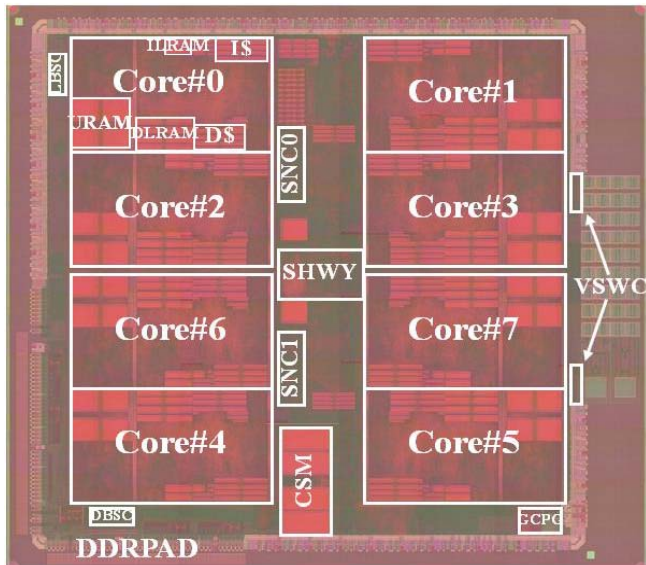 ILRAM
I$
LBSC
Core#0
Core#1
URAM
DLRAM
D$
SNC0
Core#2
Core#3
SHWY
VSWC
Core#6
Core#7
SNC1
Core#4
Core#5
CSM
DBSC
GCPG
DDRPAD